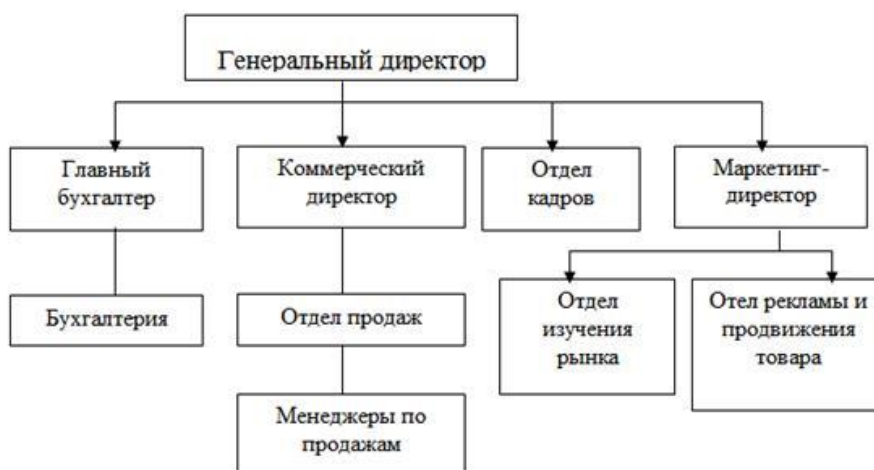 Генеральный директор
Главный
бухгалтер
Коммерческий
директор
Отдел
кадров
Маркетинг-
директор
Бухгалтерия
Отдел продаж
Отдел
изучения
рынка
Отел рекламы и
продвижения
товара
Менеджеры по
продажам